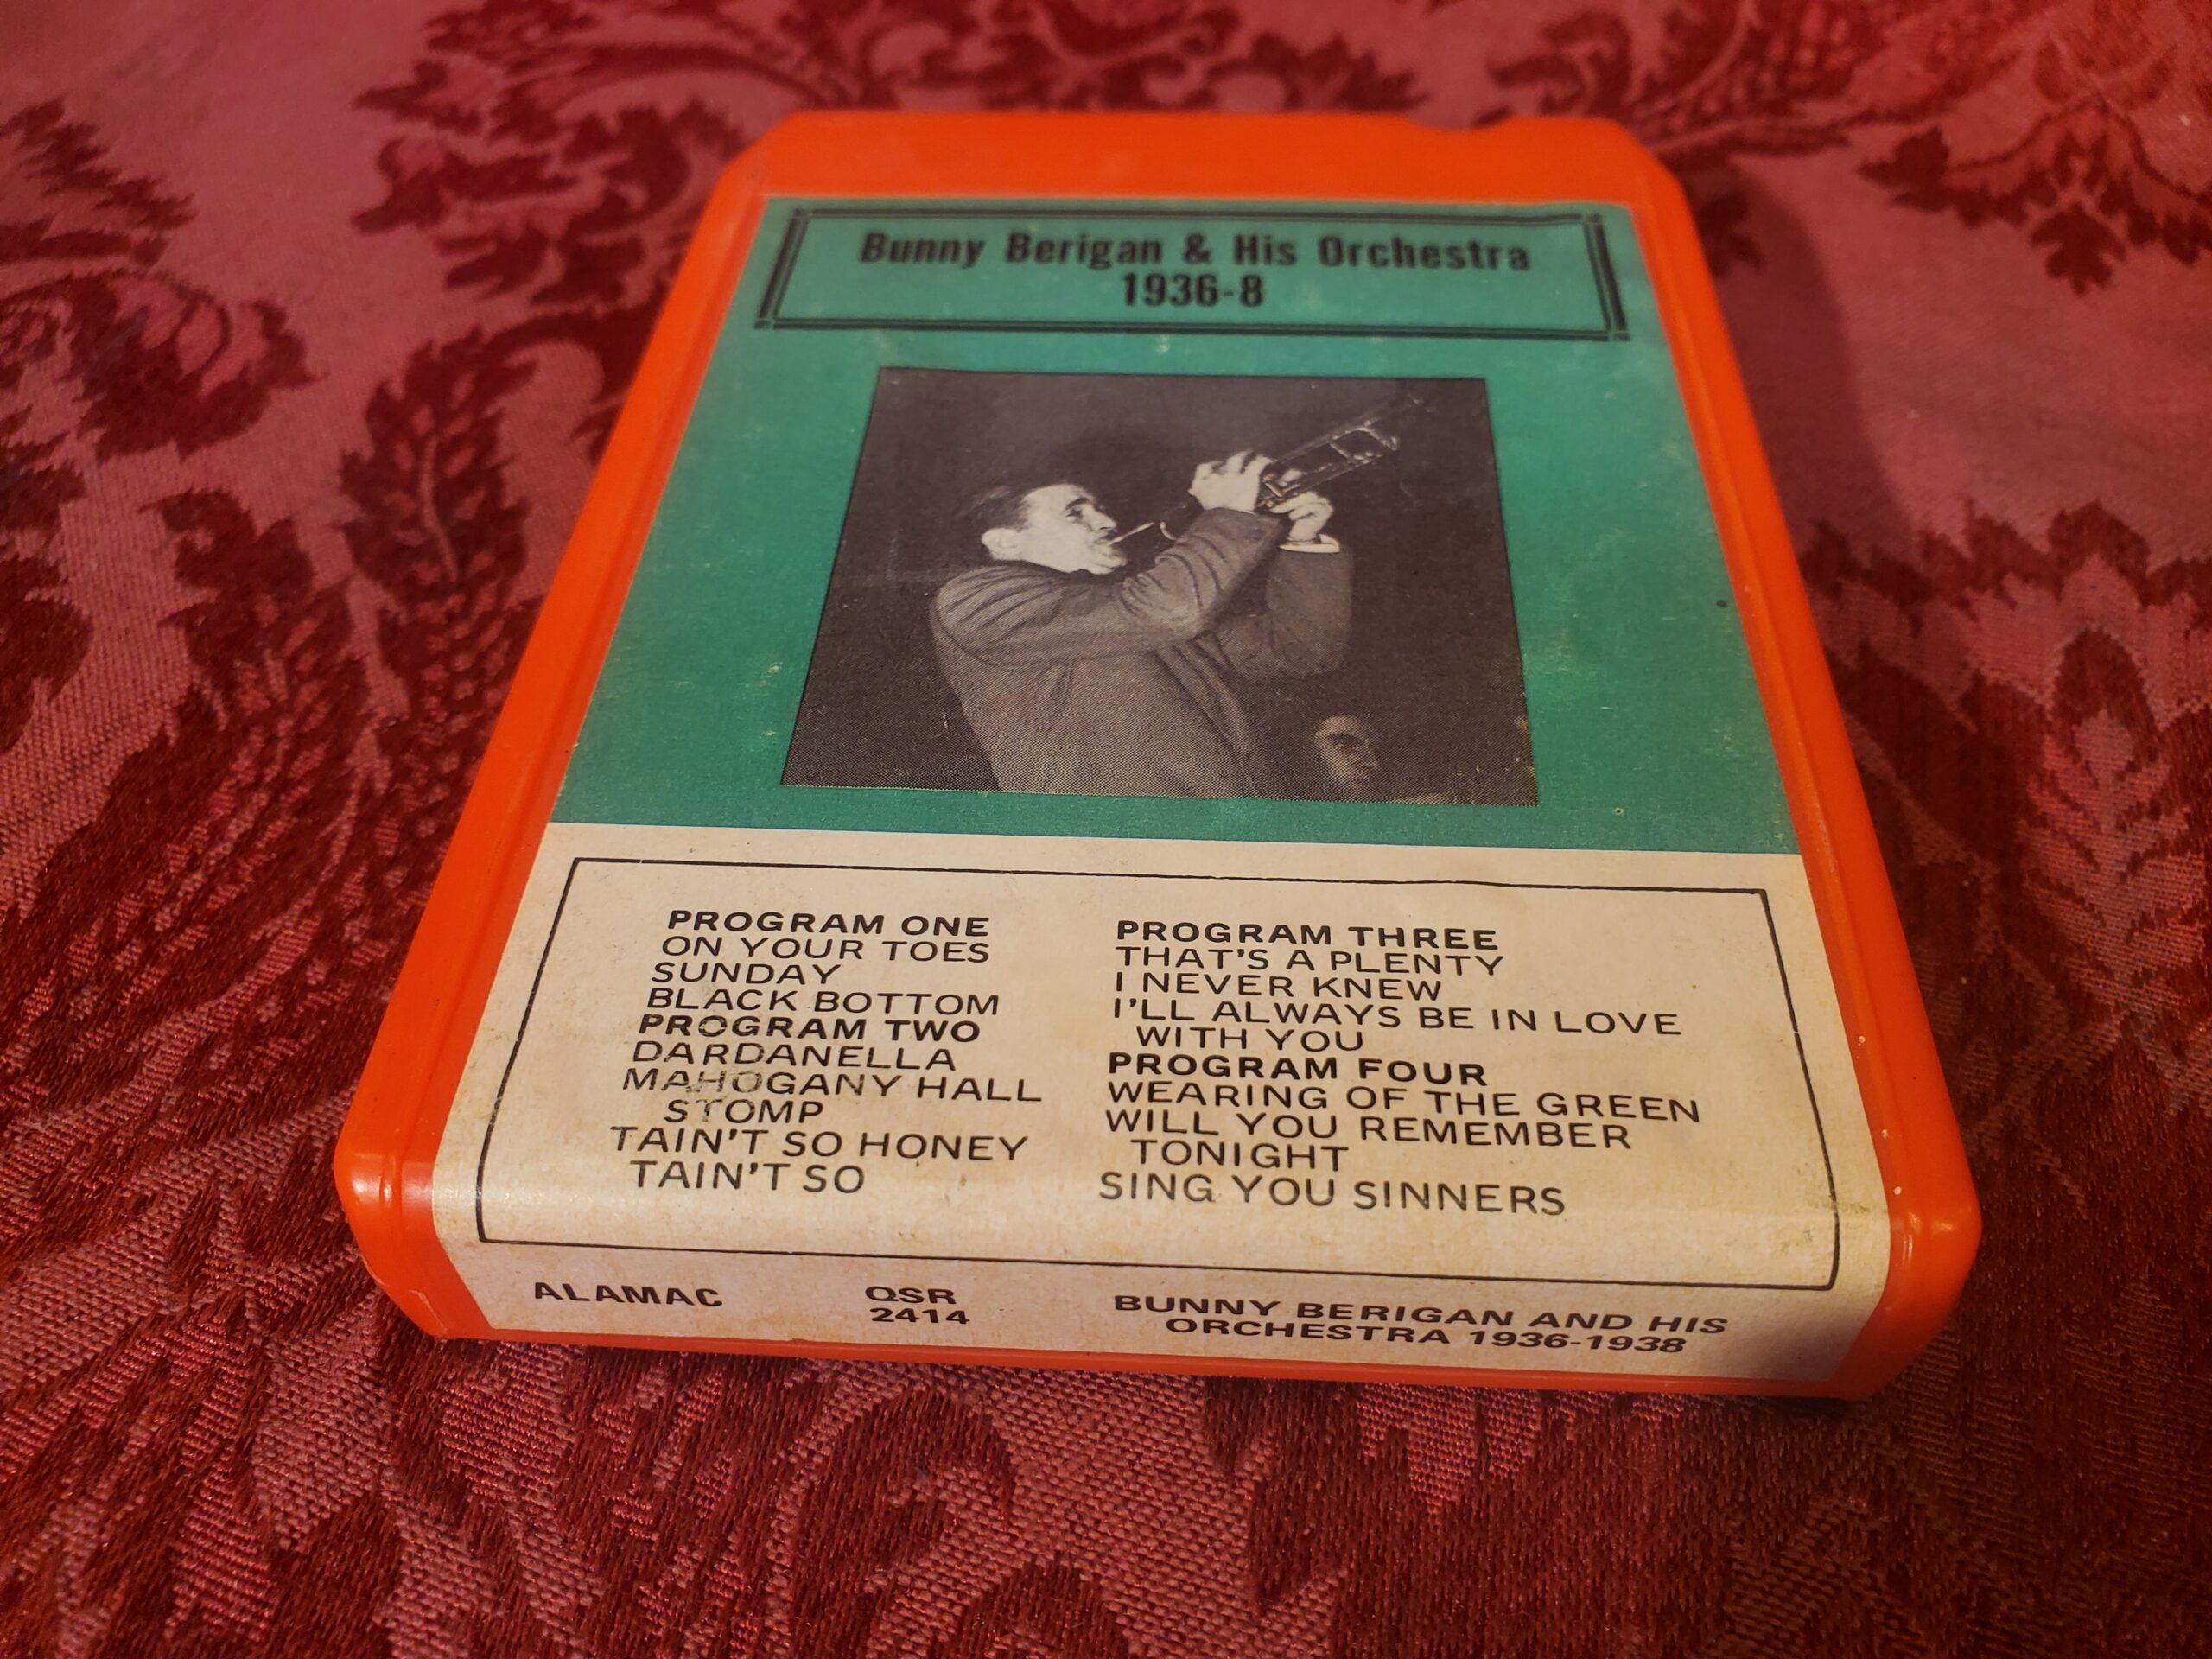 Bunny Berigan & His Orchestra
1936-8
PROGRAM ONE
ON YOUR TOES
SUNDAY
BLACK BOTTOM
PROGRAM TWO
DARDANELLA
MAHOGANY HALL
STOMP
TAIN'T SO HONEY
TAIN'T SO
PROGRAM THREE
THAT'S A PLENTY
I NEVER KNEW
I'LL ALWAYS BE IN LOVE
WITH YOU
PROGRAM FOUR
WEARING OF THE GREEN
WILL YOU REMEMBER
TONIGHT
SING YOU SINNERS
ALAMAC
QSR
2414
BUNNY BERIGAN AND HIS
ORCHESTRA 1936-1938